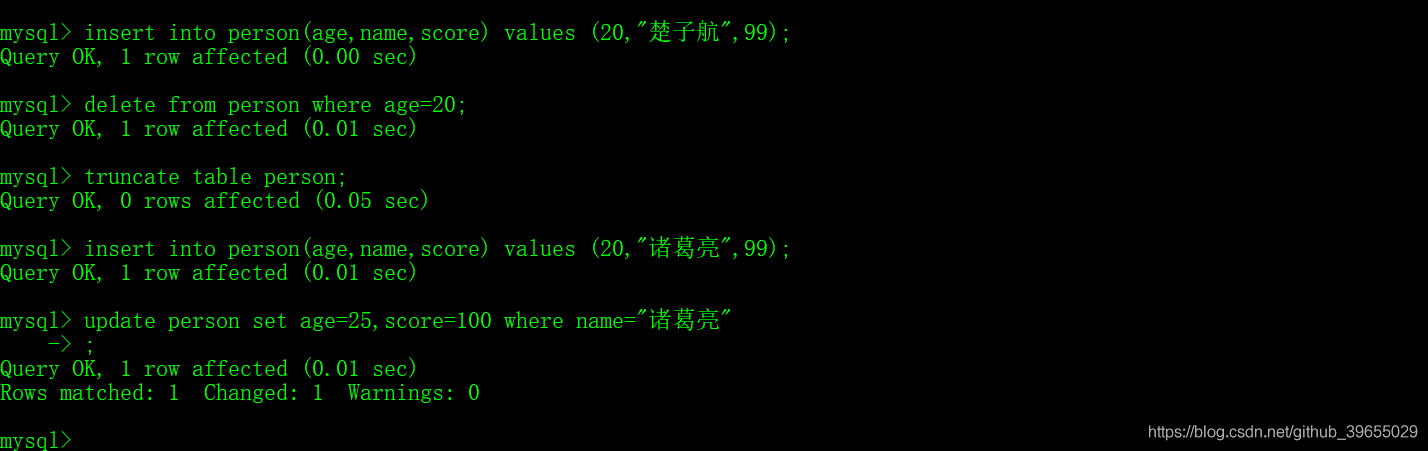 mysql> insert into person(age,name,score) values (20,"楚子航",99);
Query OK, 1 row affected (0.00 sec)
mysql> delete from person where age=20;
Query OK, 1 row affected (0.01 sec)
mysql> truncate table person;
Query OK, 0 rows affected (0.05 sec)
mysql> insert into person(age,name,score) values (20,"诸葛亮",99);
Query OK, 1 row affected (0.01 sec)
mysql> update person set age=25,score=100 where name="诸葛亮"
    -> ;
Query OK, 1 row affected (0.01 sec)
Rows matched: 1  Changed: 1  Warnings: 0
mysql>
https://blog.csdn.net/github_39655029